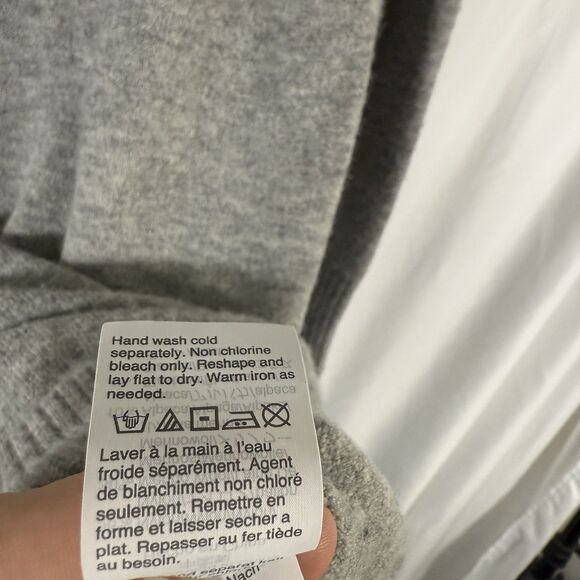 Hand wash cold
separately. Non chlorine
bleach only. Reshape and
lay flat to dry. Warm iron as
needed.
Laver à la main à l'eau
froide séparément. Agent
de blanchiment non chloré
seulement. Remettre en
forme et laisser secher a
plat. Repasser au fer tiède
au besoin.
Nach